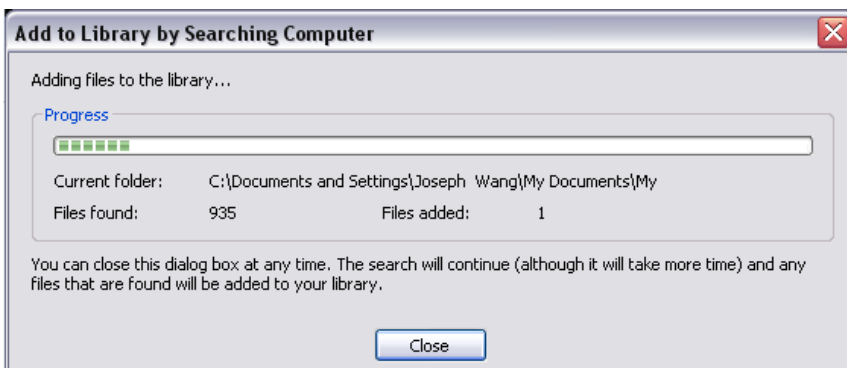 Add to Library by Searching Computer
Adding files to the library...
Progress
Current folder: C:\Documents and Settings\Joseph Wang\My Documents\My
Files found: 935 Files added: 1
You can close this dialog box at any time. The search will continue (although it will take more time) and any
files that are found will be added to your library.
Close